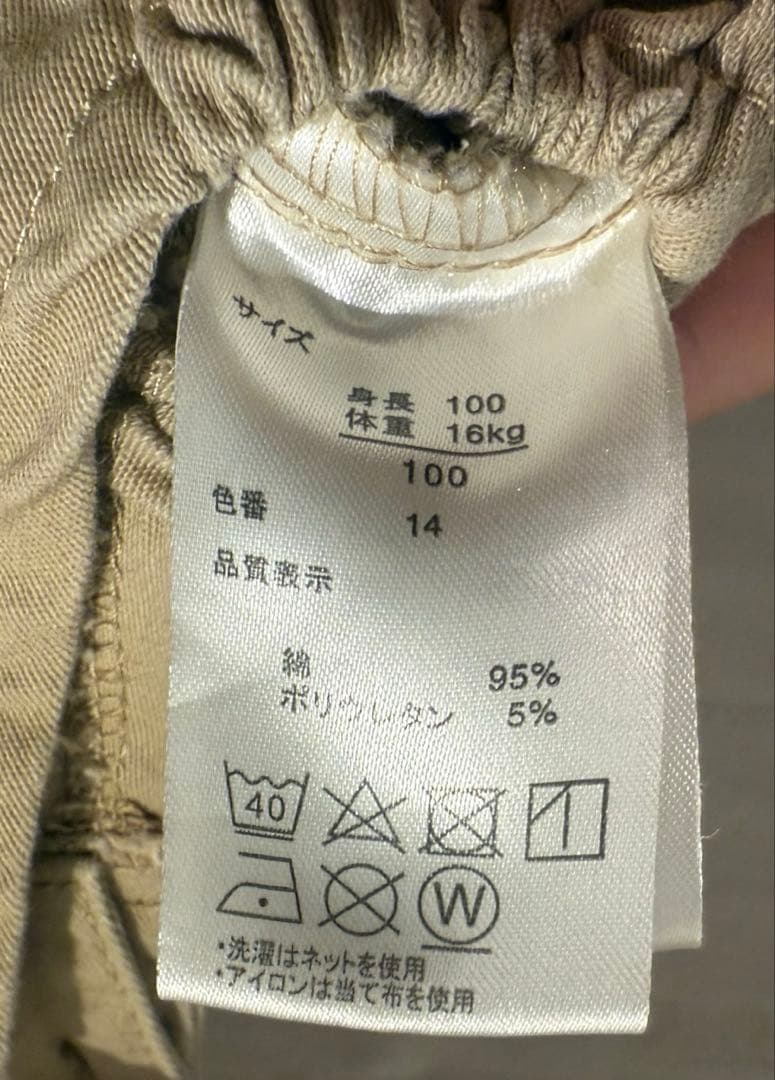 サイズ
身長 100
体重 16kg
100
色番 14
品質表示
綿 95%
ポリウレタン 5%
40
W
・洗濯はネットを使用
・アイロンは当て布を使用